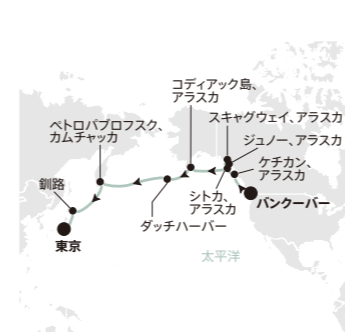 コディアック島、
アラスカ
スキャグウェイ、アラスカ
ペトロパブロフスク、
カムチャッカ
ジュノー、アラスカ
ケチカン、
アラスカ
釧路
シトカ、
アラスカ
バンクーバー
ダッチハーバー
東京
太平洋